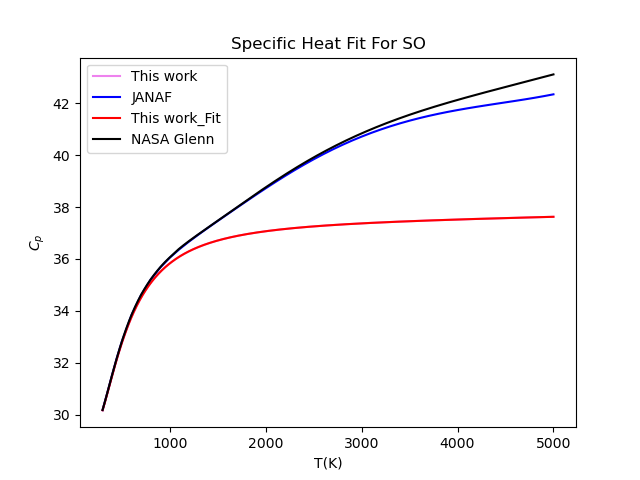 Specific Heat Fit For SO
This work
JANAF
This work_Fit
NASA Glenn
42
40
38
36
34
32
30
C_p
1000
2000
3000
4000
5000
T(K)